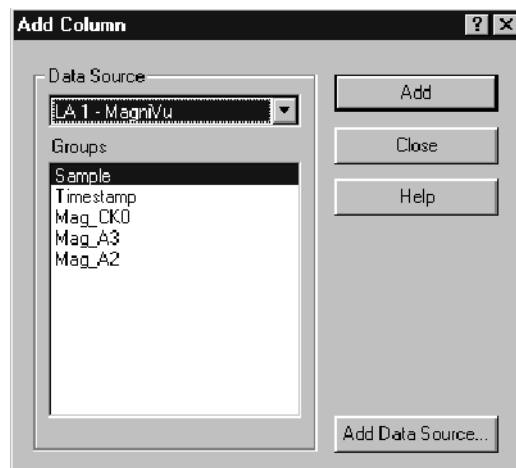 Add Column
Data Source
LA 1 - MagniVu
Groups
Sample
Timestamp
Mag_CK0
Mag_A3
Mag_A2
Add
Close
Help
Add Data Source...